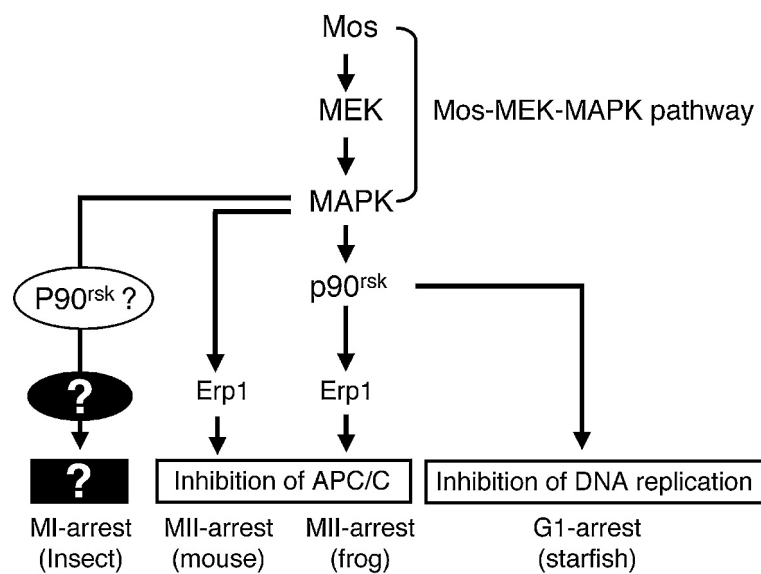 Mos
MEK
Mos-MEK-MAPK pathway
MAPK
P90rsk ?
p90rsk
?
Erp1
Erp1
?
Inhibition of APC/C
Inhibition of DNA replication
MI-arrest
(Insect)
MII-arrest
(mouse)
MII-arrest
(frog)
G1-arrest
(starfish)